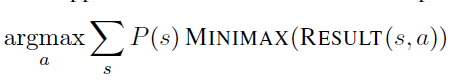 argmax ∑ P(s) MINIMAX(RESULT(s, a))
a s